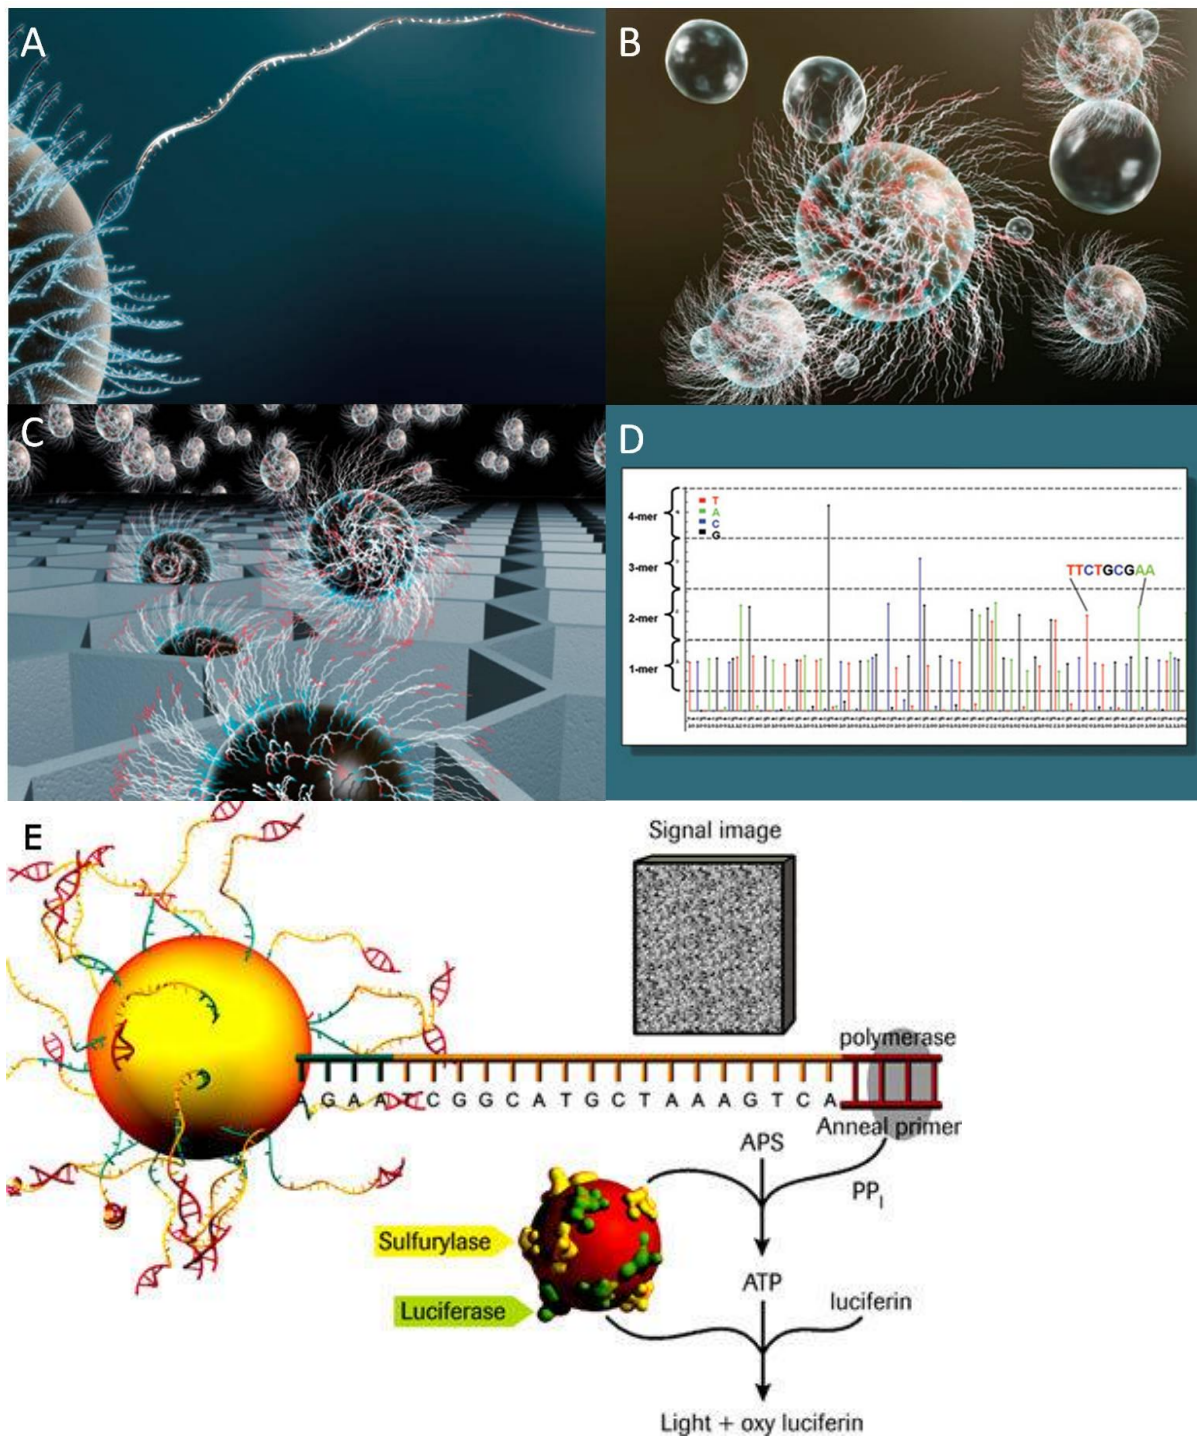 A
B
C
D
T
A
C
G
4-mer
3-mer
2-mer
1-mer
TTCTGCGAA
E
Signal image
polymerase
AGAATCGGCATGCTAAAGTCA
Anneal primer
APS
PPI
Sulfurylase
ATP
Luciferase
luciferin
Light + oxy luciferin